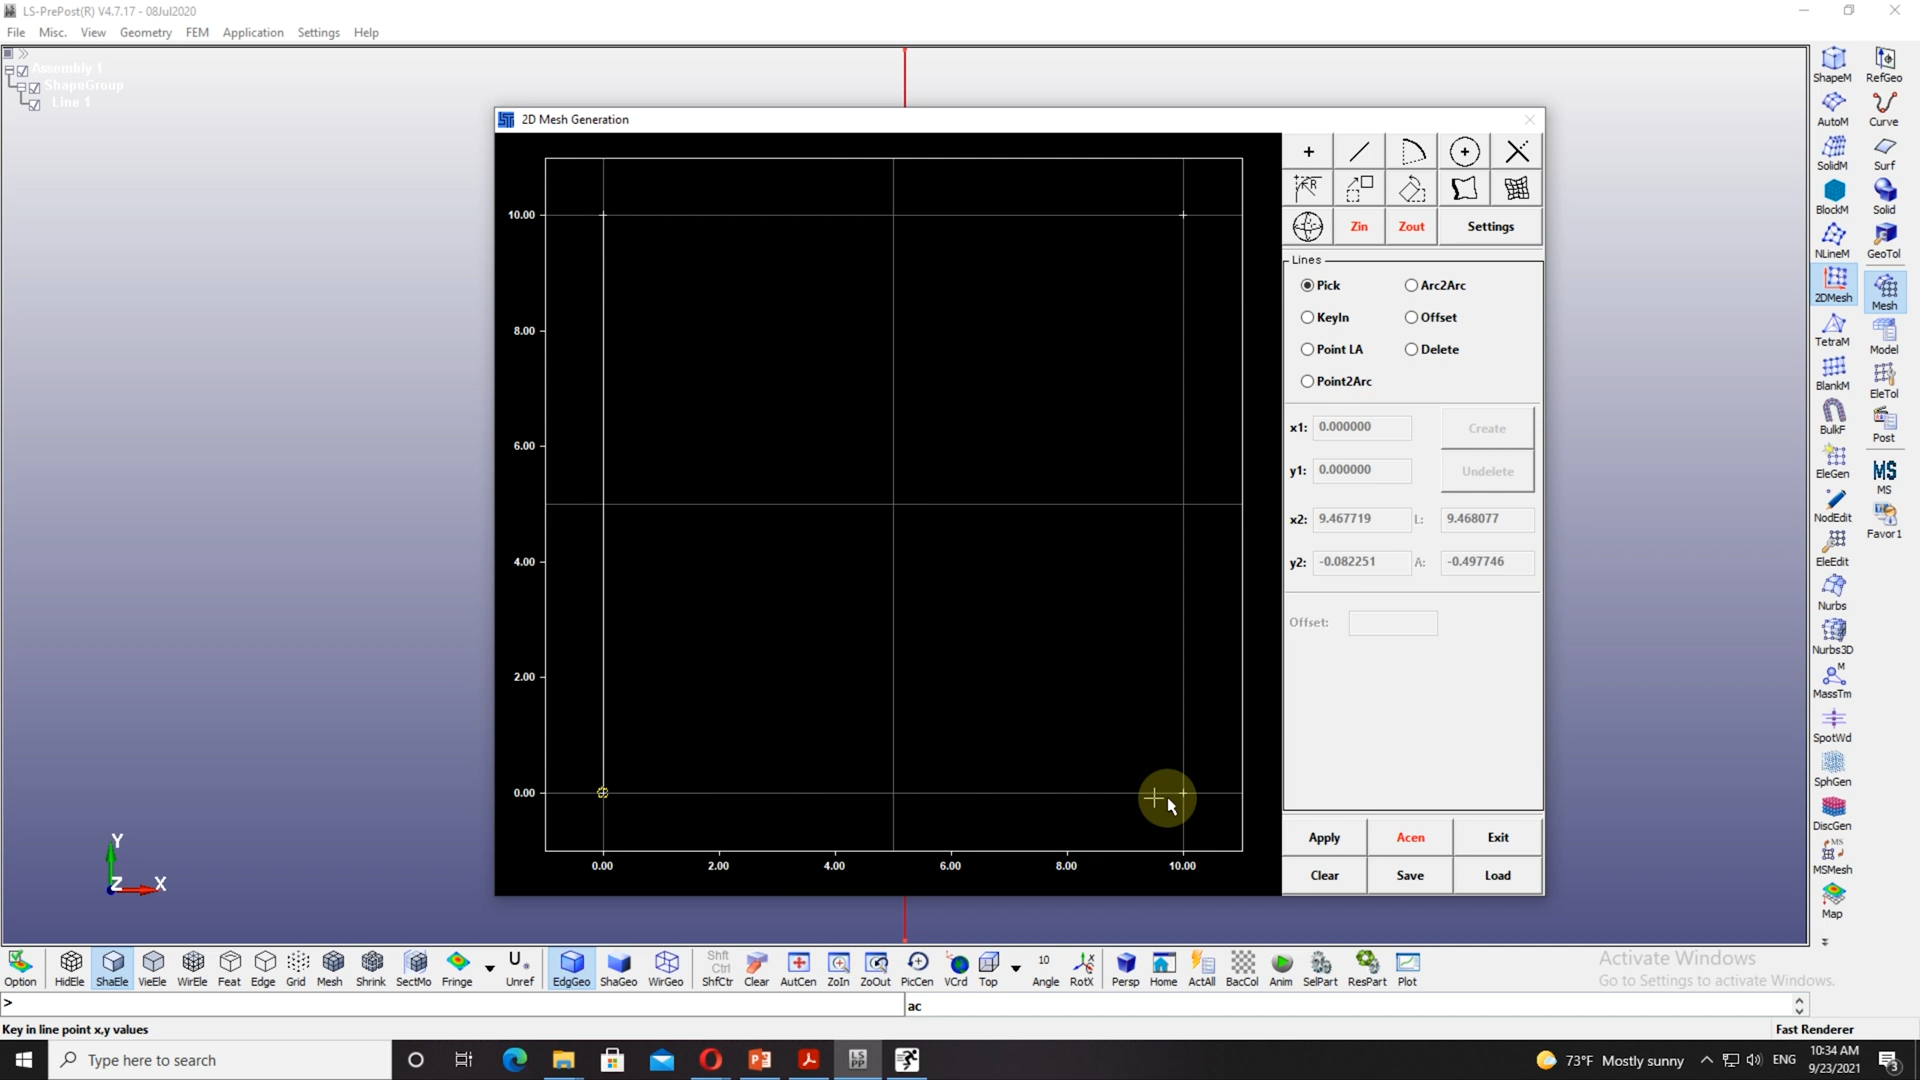 LS-PrePost(R) V4.7.17 - 08Jul2020
File Misc. View Geometry FEM Application Settings Help
Assembly 1
ShapeGroup
Line 1
2D Mesh Generation
10.00
8.00
6.00
4.00
2.00
0.00
0.00 2.00 4.00 6.00 8.00 10.00
R
Zin Zout Settings
Lines
Pick Arc2Arc
KeyIn Offset
Point LA Delete
Point2Arc
x1: 0.000000 Create
y1: 0.000000 Undelete
x2: 9.467719 L: 9.468077
y2: -0.082251 A: -0.497746
Offset:
Apply Acen Exit
Clear Save Load
ShapeM RefGeo
AutoM Curve
SolidM Surf
BlockM Solid
NLineM GeoTol
2DMesh Mesh
TetraM Model
BlankM EleTol
BulkF Post
EleGen MS
MS
NodEdit Favor1
EleEdit
Nurbs
Nurbs3D
M
MassTm
SpotWd
SphGen
DiscGen
MS
MSMesh
Map
Y
Z X
Option HidEle ShaEle VieEle WirEle Feat Edge Grid Mesh Shrink SectMo Fringe Unref EdgGeo ShaGeo WirGeo Shft Ctrl ShfCtr Clear AutCen ZoIn ZoOut PicCen VCrd Top 10 Angle RotX Persp Home ActAll BacCol Anim SelPart ResPart Plot
Activate Windows
Go to Settings to activate Windows.
> ac
Key in line point x,y values Fast Renderer
Type here to search
LS
PP
73°F Mostly sunny ENG 10:34 AM
9/23/2021
3